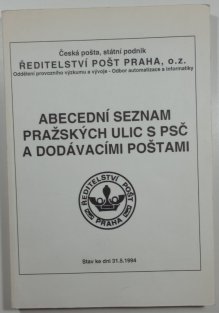 Česká pošta, státní podnik
ŘEDITELSTVÍ POŠT PRAHA, o.z.
Oddělení provozního výzkumu a vývoje - Odbor automatizace a informatiky
ABECEDNÍ SEZNAM
PRAŽSKÝCH ULIC S PSČ
A DODÁVACÍMI POŠTAMI
ŘEDITELSTVÍ POŠT
PRAHA
Stav ke dni 31.5.1994